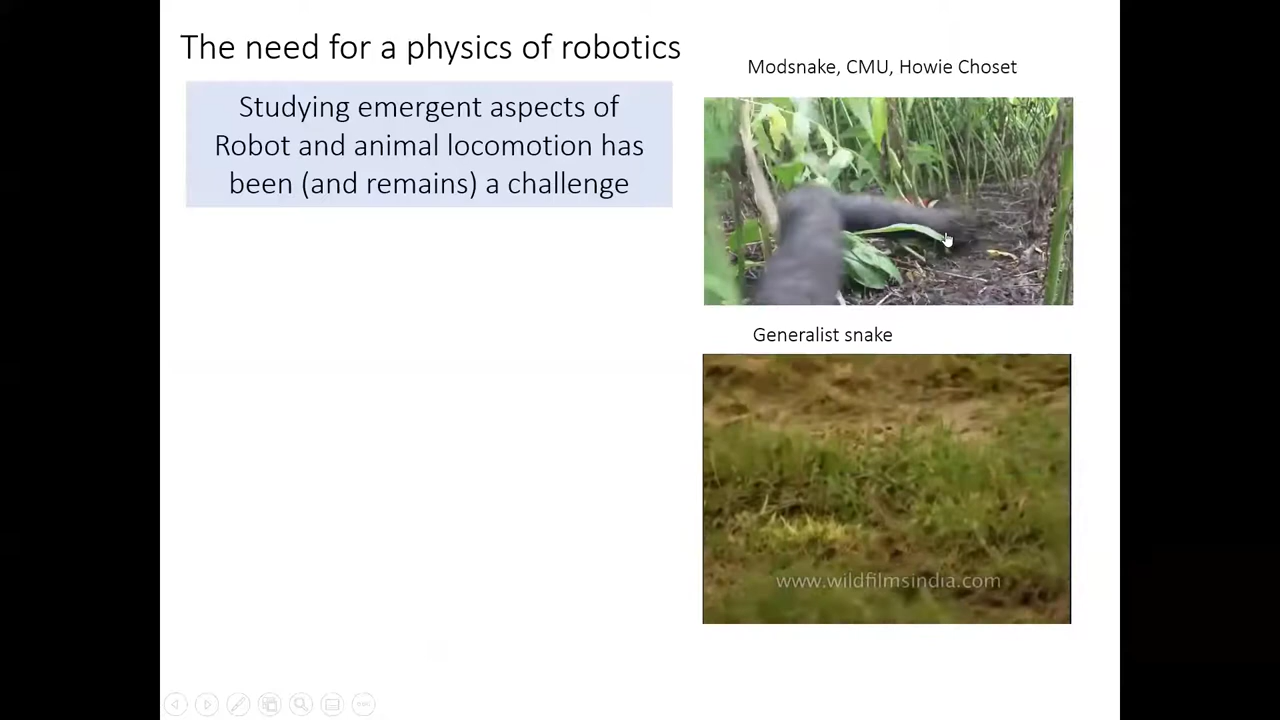 The need for a physics of robotics
Studying emergent aspects of
Robot and animal locomotion has
been (and remains) a challenge
Modsnake, CMU, Howie Choset
Generalist snake
www.wildfilmsindia.com